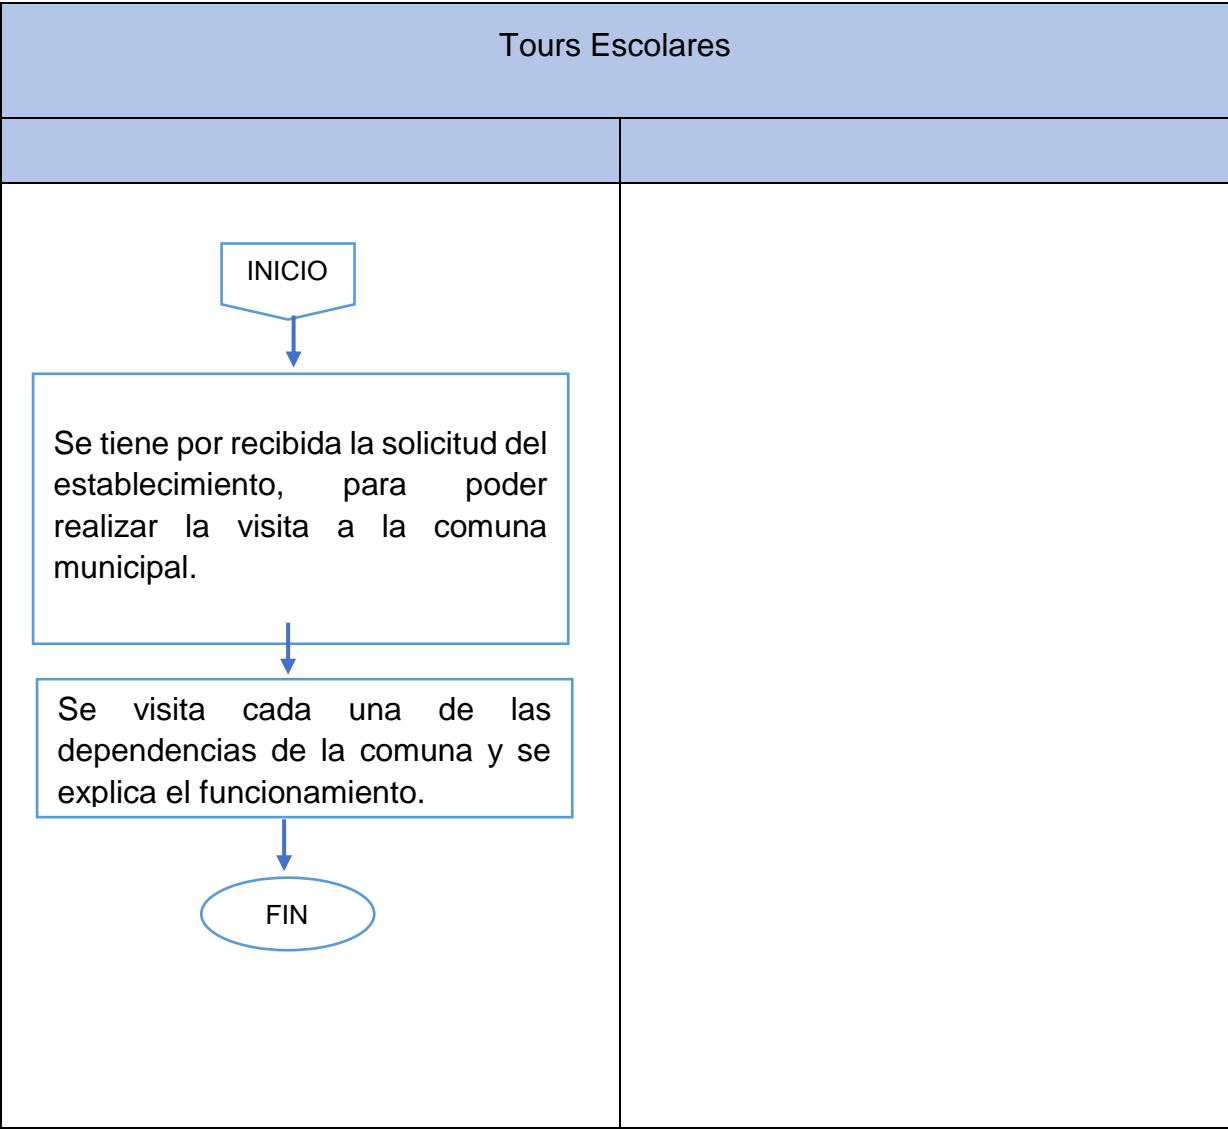 Tours Escolares
INICIO
Se tiene por recibida la solicitud del
establecimiento, para poder
realizar la visita a la comuna
municipal.
Se visita cada una de las
dependencias de la comuna y se
explica el funcionamiento.
FIN